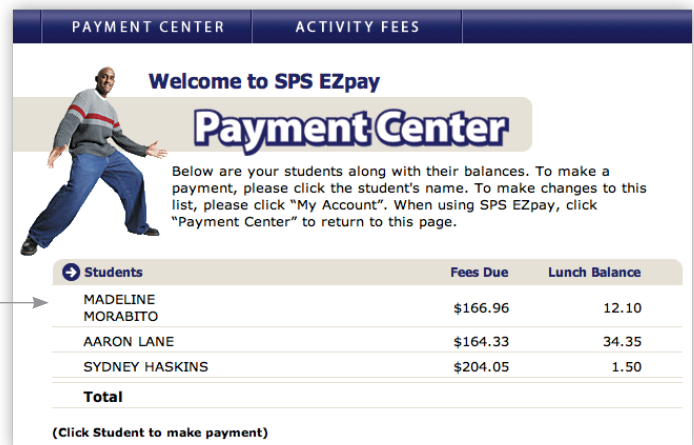 PAYMENT CENTER ACTIVITY FEES
Welcome to SPS EZpay
Payment Center
Below are your students along with their balances. To make a
payment, please click the student's name. To make changes to this
list, please click “My Account”. When using SPS EZpay, click
“Payment Center” to return to this page.
Students Fees Due Lunch Balance
MADELINE
MORABITO $166.96 12.10
AARON LANE $164.33 34.35
SYDNEY HASKINS $204.05 1.50
Total
(Click Student to make payment)